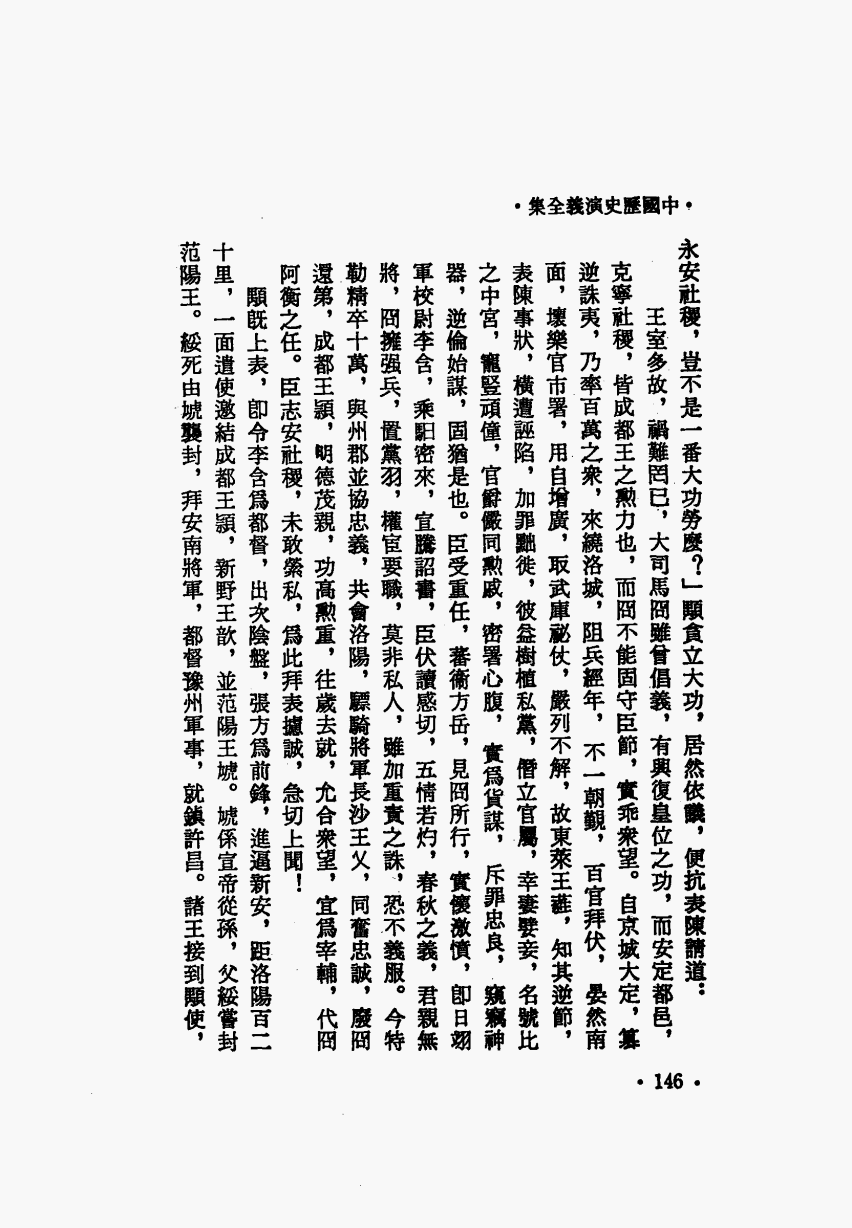 •中國歷史演義全集•
永安社稷，豈不是一番大功勞麼？」顒貪立大功，居然依議，便抗表陳請道：
王室多故，禍難罔已，大司馬冏雖曾倡義，有興復皇位之功，而安定都邑，
克寧社稷，皆成都王之勳力也，而冏不能固守臣節，實乖衆望。自京城大定，篡
逆誅夷，乃率百萬之衆，來繞洛城，阻兵經年，不一朝覲，百官拜伏，晏然南
面，壞樂官市署，用自增廣，取武庫祕仗，嚴列不解，故東萊王蕤，知其逆節，
表陳事狀，橫遭誣陷，加罪黜徙，彼益樹植私黨，僭立官屬，幸妻嬖妾，名號比
之中宮，寵豎頑僮，官爵儼同勳戚，密署心腹，實爲貨謀，斥罪忠良，窺竊神
器，逆倫始謀，固猶是也。臣受重任，蕃衞方岳，見冏所行，實懷激憤，卽日翊
軍校尉李含，乘馹密來，宣騰詔書，臣伏讀感切，五情若灼，春秋之義，君親無
將，冏擁强兵，置黨羽，權宦要職，莫非私人，雖加重責之誅，恐不義服。今特
勒精卒十萬，與州郡並協忠義，共會洛陽，驃騎將軍長沙王乂，同奮忠誠，廢冏
還第，成都王穎，明德茂親，功高勳重，往歲去就，允合衆望，宜爲宰輔，代冏
阿衡之任。臣志安社稷，未敢縈私，爲此拜表攄誠，急切上聞！
顒旣上表，卽令李含爲都督，出次陰盤，張方爲前鋒，進逼新安，距洛陽百二
十里，一面遣使邀結成都王穎，新野王歆，並范陽王虓。虓係宣帝從孫，父綏嘗封
范陽王。綏死由虓襲封，拜安南將軍，都督豫州軍事，就鎮許昌。諸王接到顒使，
•146•